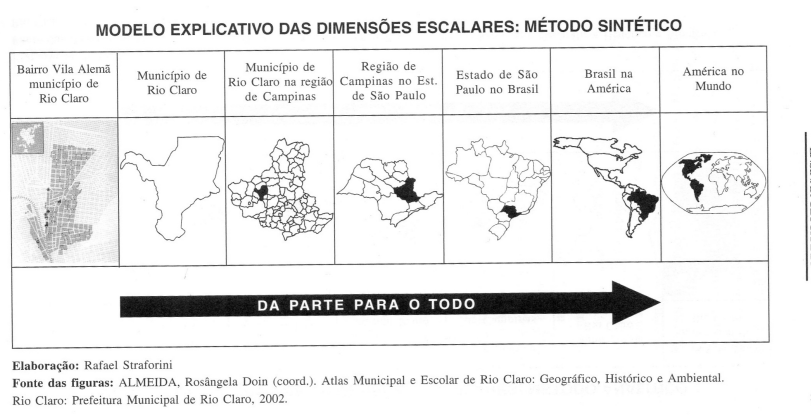 MODELO EXPLICATIVO DAS DIMENSÕES ESCALARES: MÉTODO SINTÉTICO
Bairro Vila Alemã
município de
Rio Claro
Município de
Rio Claro
Município de
Rio Claro na região
de Campinas
Região de
Campinas no Est.
de São Paulo
Estado de São
Paulo no Brasil
Brasil na
América
América no
Mundo
DA PARTE PARA O TODO
Elaboração: Rafael Straforini
Fonte das figuras: ALMEIDA, Rosângela Doin (coord.). Atlas Municipal e Escolar de Rio Claro: Geográfico, Histórico e Ambiental.
Rio Claro: Prefeitura Municipal de Rio Claro, 2002.